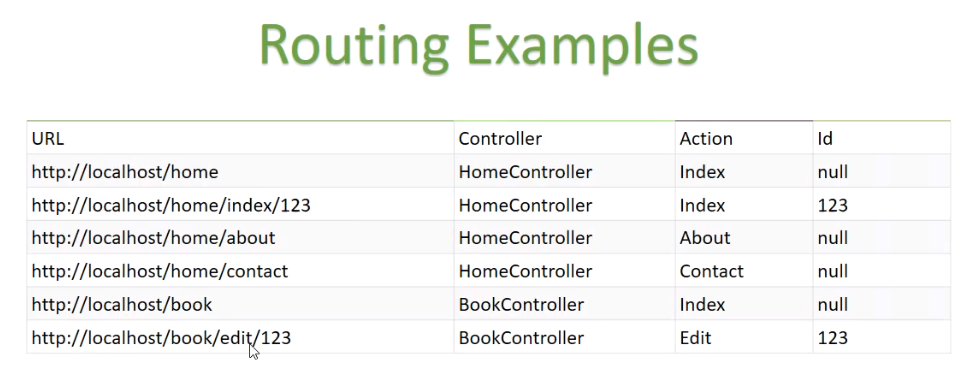 Routing Examples
URL Controller Action Id
http://localhost/home HomeController Index null
http://localhost/home/index/123 HomeController Index 123
http://localhost/home/about HomeController About null
http://localhost/home/contact HomeController Contact null
http://localhost/book BookController Index null
http://localhost/book/edit/123 BookController Edit 123